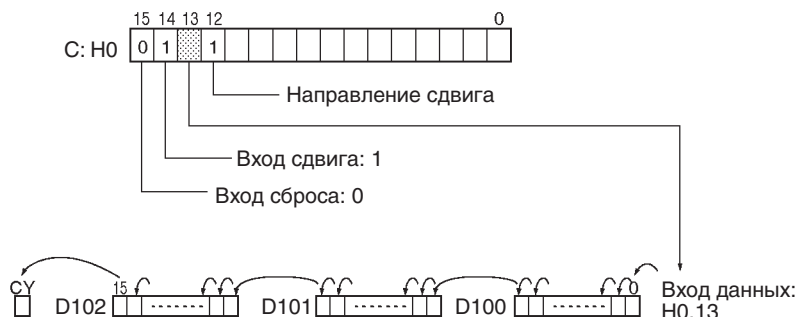 15 14 13 12 0
C: H0 0 1 1
Направление сдвига
Вход сдвига: 1
Вход сброса: 0
CY 15 0 Вход данных:
D102 D101 D100 H0.13